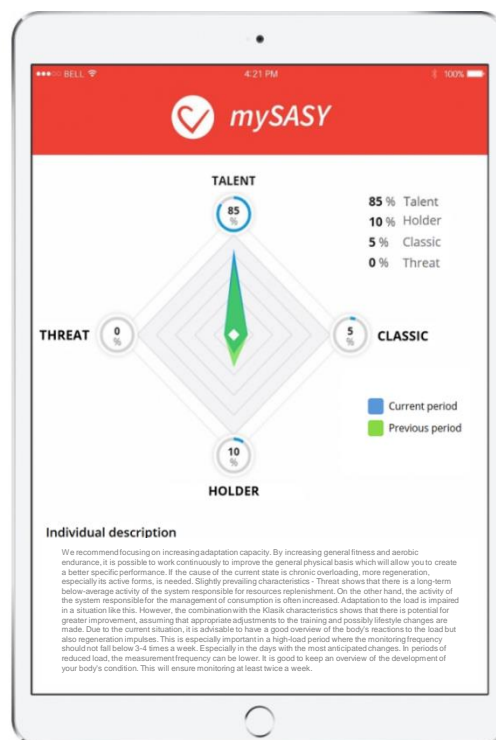 BELL 4:21 PM 100%
mySASY
TALENT
85 %
85 % Talent
10 % Holder
5 % Classic
0 % Threat
THREAT 0 % 5 % CLASSIC
Current period
Previous period
10 %
HOLDER
Individual description
We recommend focusing on increasing adaptation capacity. By increasing general fitness and aerobic
endurance, it is possible to work continuously to improve the general physical basis which will allow you to create
a better specific performance. If the cause of the current state is chronic overloading, more regeneration,
especially its active forms, is needed. Slightly prevailing characteristics - Threat shows that there is a long-term
below-average activity of the system responsible for resources replenishment. On the other hand, the activity of
the system responsible for the management of consumption is often increased. Adaptation to the load is impaired
in a situation like this. However, the combination with the Klasik characteristics shows that there is potential for
greater improvement, assuming that appropriate adjustments to the training and possibly lifestyle changes are
made. Due to the current situation, it is advisable to have a good overview of the body's reactions to the load but
also regeneration impulses. This is especially important in a high-load period where the monitoring frequency
should not fall below 3-4 times a week. Especially in the days with the most anticipated changes. In periods of
reduced load, the measurement frequency can be lower. It is good to keep an overview of the development of
your body's condition. This will ensure monitoring at least twice a week.